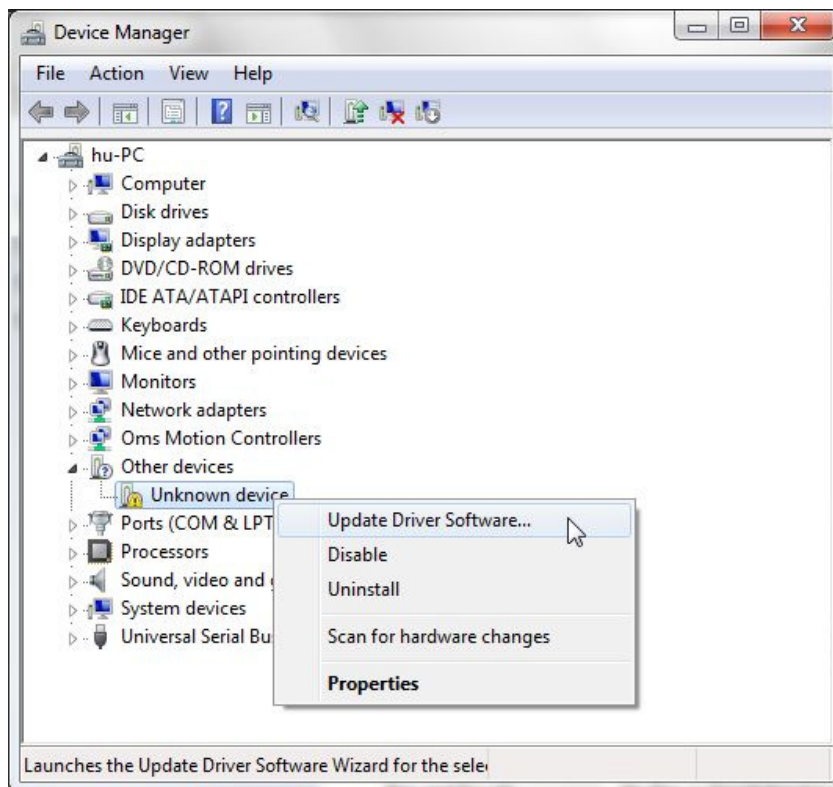 Device Manager
File Action View Help
hu-PC
Computer
Disk drives
Display adapters
DVD/CD-ROM drives
IDE ATA/ATAPI controllers
Keyboards
Mice and other pointing devices
Monitors
Network adapters
Oms Motion Controllers
Other devices
Unknown device
Ports (COM & LPT
Processors
Sound, video and
System devices
Universal Serial Bu
Update Driver Software...
Disable
Uninstall
Scan for hardware changes
Properties
Launches the Update Driver Software Wizard for the sele